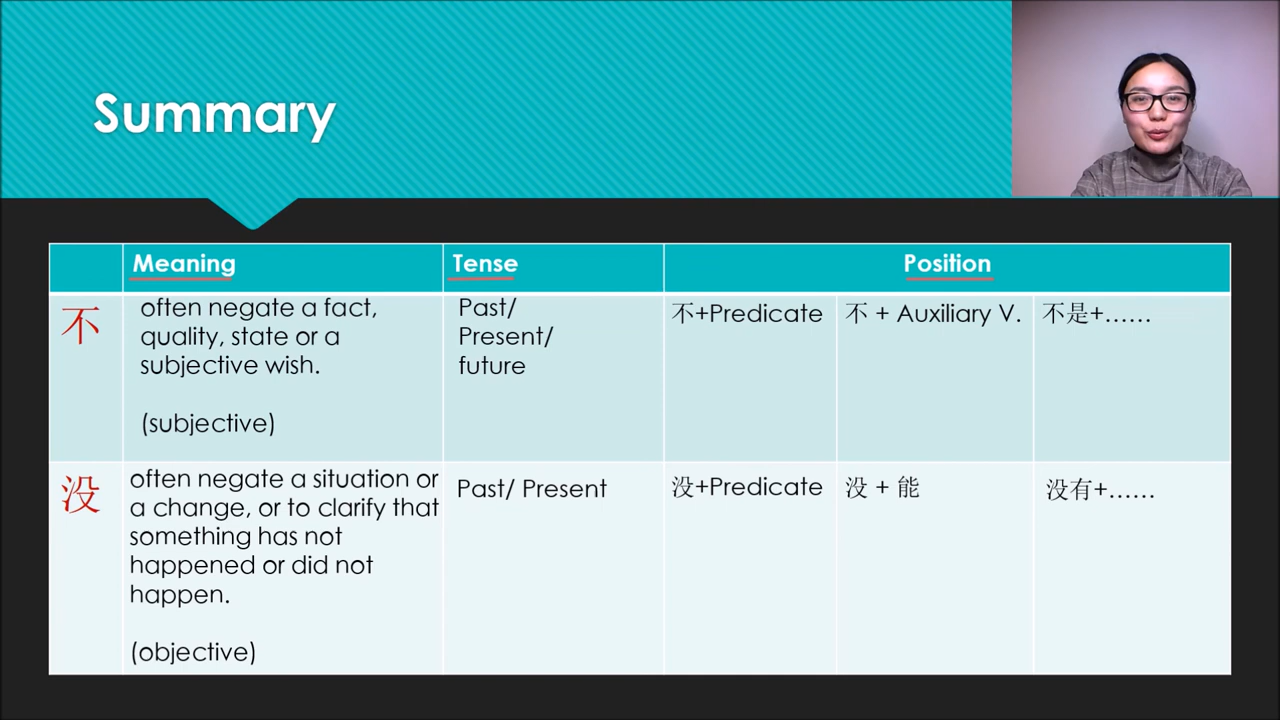 Summary
Meaning
Tense
Position
不
often negate a fact,
quality, state or a
subjective wish.
(subjective)
Past/
Present/
future
不+Predicate
不 + Auxiliary V.
不是+……
没
often negate a situation or
a change, or to clarify that
something has not
happened or did not
happen.
(objective)
Past/ Present
没+Predicate
没 + 能
没有+……